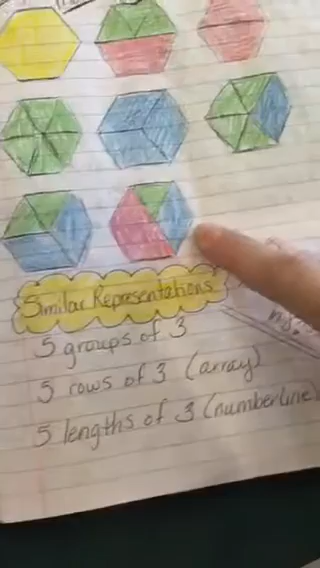 Similar Representations
5 groups of 3
5 rows of 3 (array)
5 lengths of 3 (numberline)